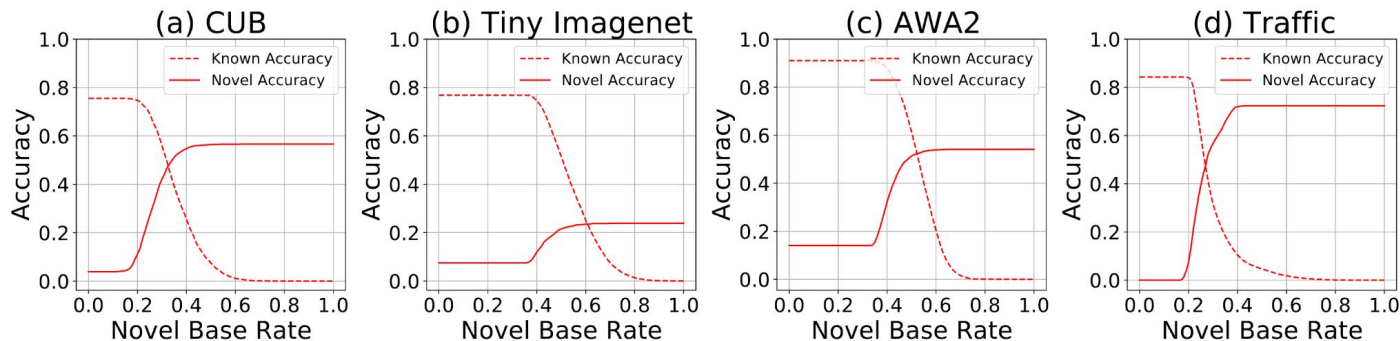 (a) CUB
1.0
0.8
0.6
0.4
0.2
0.0
Accuracy
Known Accuracy
Novel Accuracy
0.0 0.2 0.4 0.6 0.8 1.0
Novel Base Rate
(b) Tiny Imagenet
1.0
0.8
0.6
0.4
0.2
0.0
Accuracy
Known Accuracy
Novel Accuracy
0.0 0.2 0.4 0.6 0.8 1.0
Novel Base Rate
(c) AWA2
1.0
0.8
0.6
0.4
0.2
0.0
Accuracy
Known Accuracy
Novel Accuracy
0.0 0.2 0.4 0.6 0.8 1.0
Novel Base Rate
(d) Traffic
1.0
0.8
0.6
0.4
0.2
0.0
Accuracy
Known Accuracy
Novel Accuracy
0.0 0.2 0.4 0.6 0.8 1.0
Novel Base Rate